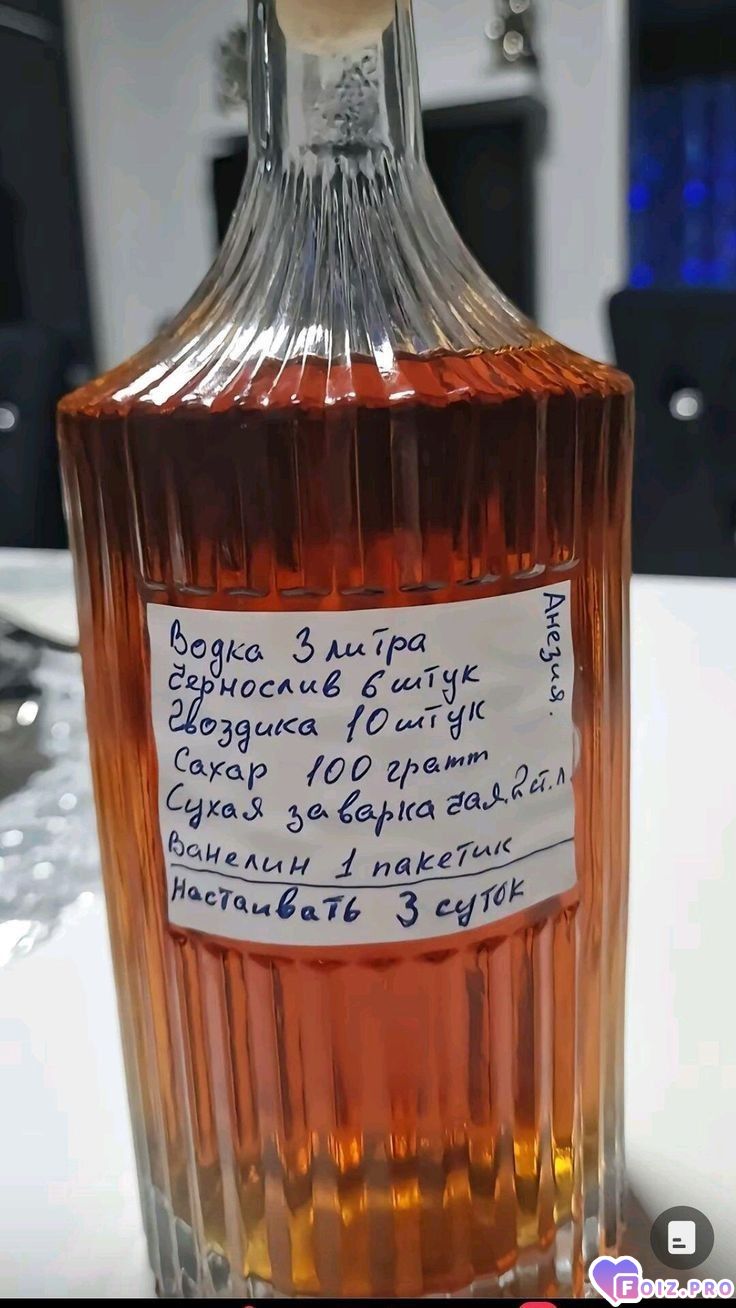 Водка 3 литра
Чернослив 6 штук
Гвоздика 10 штук
Сахар 100 грамм
Сухая заварка чая 2 ст.л.
Ванелин 1 пакетик
Настаивать 3 суток
Анезия.
FOIZ.PRO